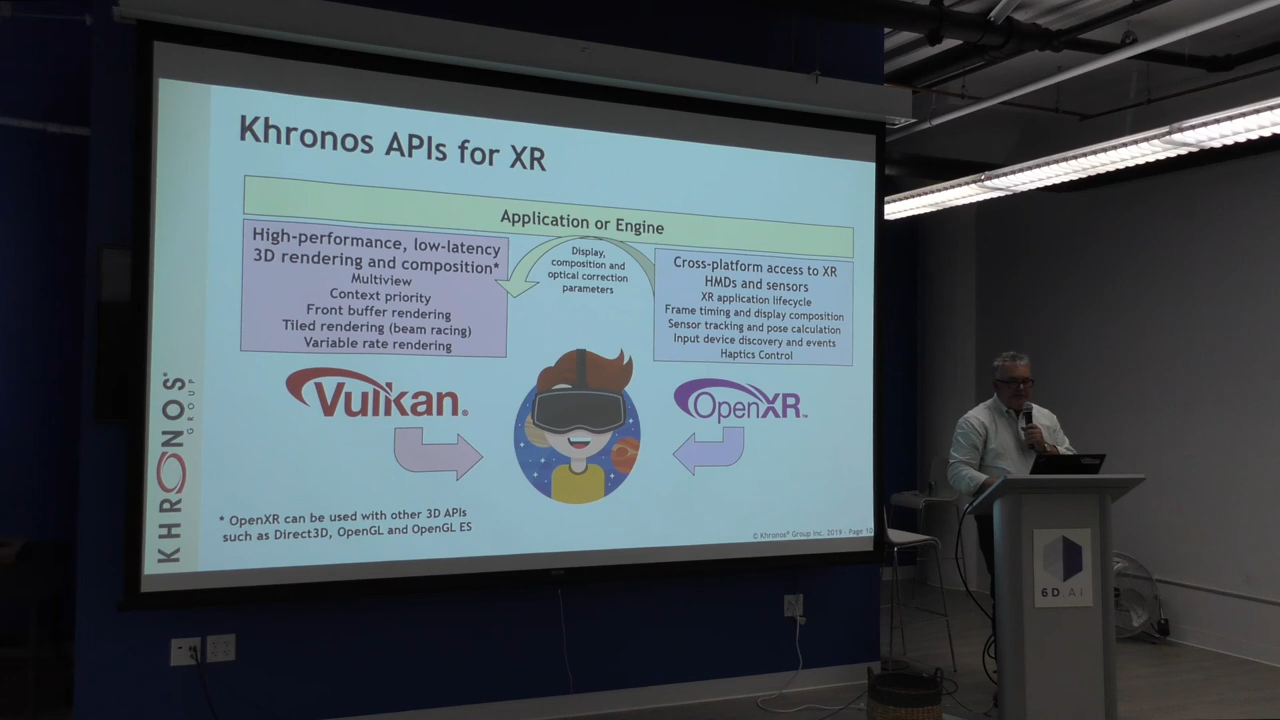 Khronos APIs for XR
Application or Engine
High-performance, low-latency
3D rendering and composition*
Multiview
Context priority
Front buffer rendering
Tiled rendering (beam racing)
Variable rate rendering
Display,
composition and
optical correction
parameters
Cross-platform access to XR
HMDs and sensors
XR application lifecycle
Frame timing and display composition
Sensor tracking and pose calculation
Input device discovery and events
Haptics Control
Vulkan®
OpenXR™
* OpenXR can be used with other 3D APIs
such as Direct3D, OpenGL and OpenGL ES
© Khronos® Group Inc. 2019 - Page 10
KHRONOS®
GROUP
6D.Ai